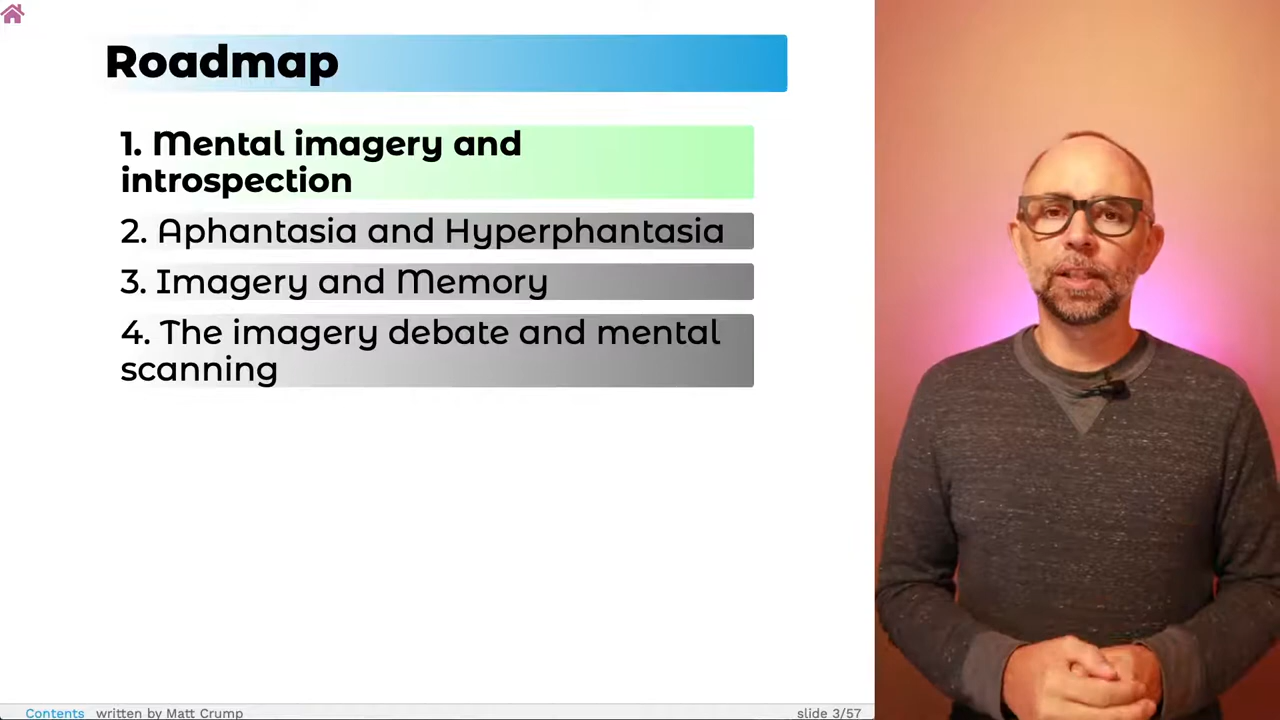 Roadmap
1. Mental imagery and
introspection
2. Aphantasia and Hyperphantasia
3. Imagery and Memory
4. The imagery debate and mental
scanning
Contents written by Matt Crump slide 3/57